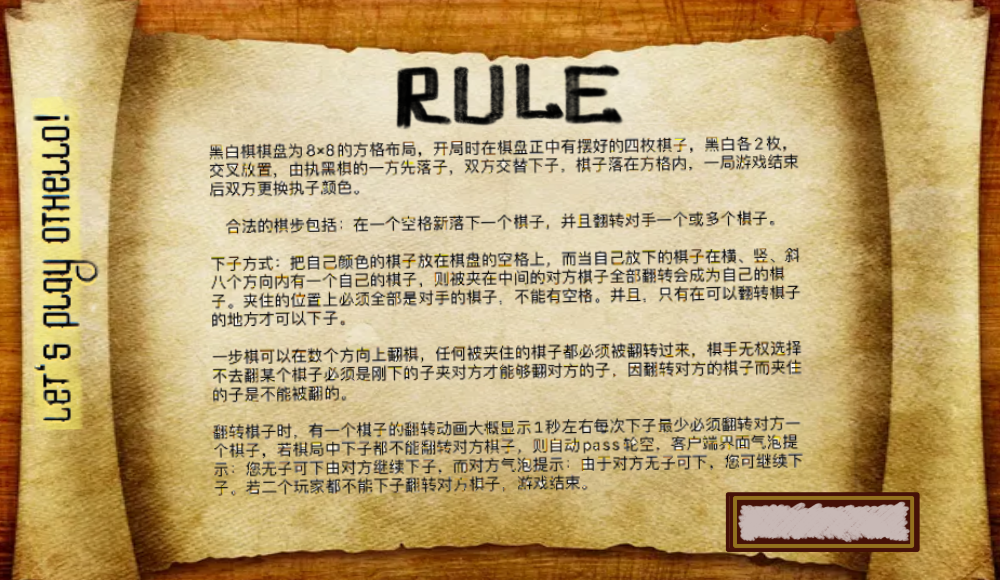 RULE
LET'S PLAY OTHELLO!
黑白棋棋盘为8×8的方格布局，开局时在棋盘正中有摆好的四枚棋子，黑白各2枚，
交叉放置，由执黑棋的一方先落子，双方交替下子，棋子落在方格内，一局游戏结束
后双方更换执子颜色。
合法的棋步包括：在一个空格新落下一个棋子，并且翻转对手一个或多个棋子。
下子方式：把自己颜色的棋子放在棋盘的空格上，而当自己放下的棋子在横、竖、斜
八个方向内有一个自己的棋子，则被夹在中间的对方棋子全部翻转会成为自己的棋
子。夹住的位置上必须全部是对手的棋子，不能有空格。并且，只有在可以翻转棋子
的地方才可以下子。
一步棋可以在数个方向上翻棋，任何被夹住的棋子都必须被翻转过来，棋手无权选择
不去翻某个棋子必须是刚下的子夹对方才能够翻对方的子，因翻转对方的棋子而夹住
的子是不能被翻的。
翻转棋子时，有一个棋子的翻转动画大概显示1秒左右每次下子最少必须翻转对方一
个棋子，若棋局中下子都不能翻转对方棋子，则自动pass轮空，客户端界面气泡提
示：您无子可下由对方继续下子，而对方气泡提示：由于对方无子可下，您可继续下
子。若二个玩家都不能下子翻转对方棋子，游戏结束。